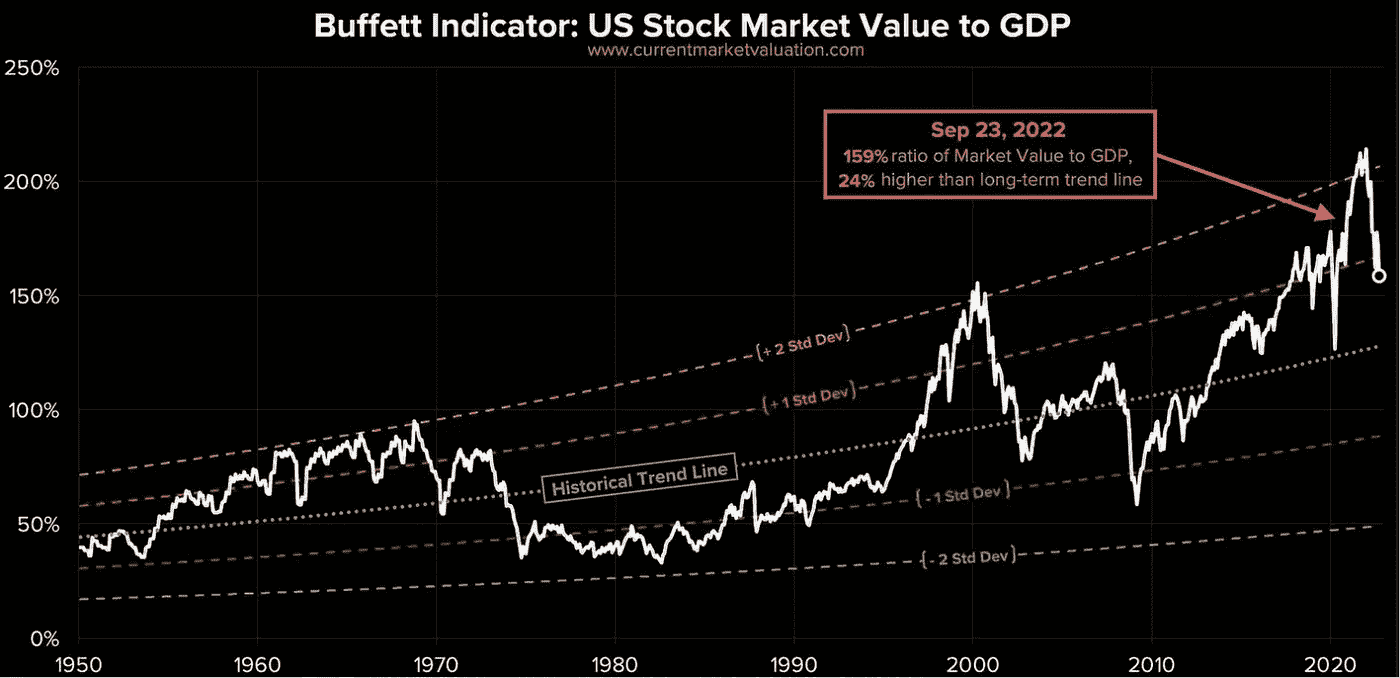 Buffett Indicator: US Stock Market Value to GDP
www.currentmarketvaluation.com
250%
Sep 23, 2022
159% ratio of Market Value to GDP,
24% higher than long-term trend line
200%
150%
(+ 2 Std Dev)
(+ 1 Std Dev)
100%
Historical Trend Line
(- 1 Std Dev)
50%
(- 2 Std Dev)
0%
1950 1960 1970 1980 1990 2000 2010 2020